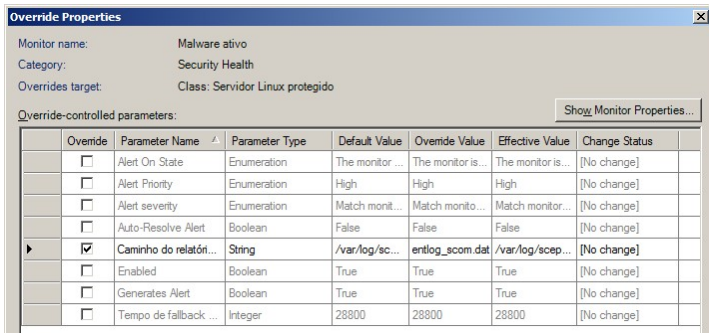 Override Properties
Monitor name: Malware ativo
Category: Security Health
Overrides target: Class: Servidor Linux protegido
Override-controlled parameters: Show Monitor Properties...
Override Parameter Name Parameter Type Default Value Override Value Effective Value Change Status
Alert On State Enumeration The monitor ... The monitor is... The monitor is... [No change]
Alert Priority Enumeration High High High [No change]
Alert severity Enumeration Match monit... Match monito... Match monitor... [No change]
Auto-Resolve Alert Boolean False False False [No change]
Caminho do relatóri... String /var/log/sc... entlog_scom.dat /var/log/scep... [No change]
Enabled Boolean True True True [No change]
Generates Alert Boolean True True True [No change]
Tempo de fallback ... Integer 28800 28800 28800 [No change]